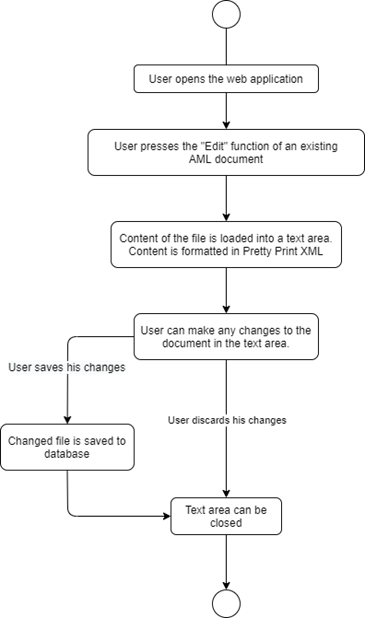 User opens the web application
User presses the "Edit" function of an existing
AML document
Content of the file is loaded into a text area.
Content is formatted in Pretty Print XML
User can make any changes to the
document in the text area.
User saves his changes
User discards his changes
Changed file is saved to
database
Text area can be
closed